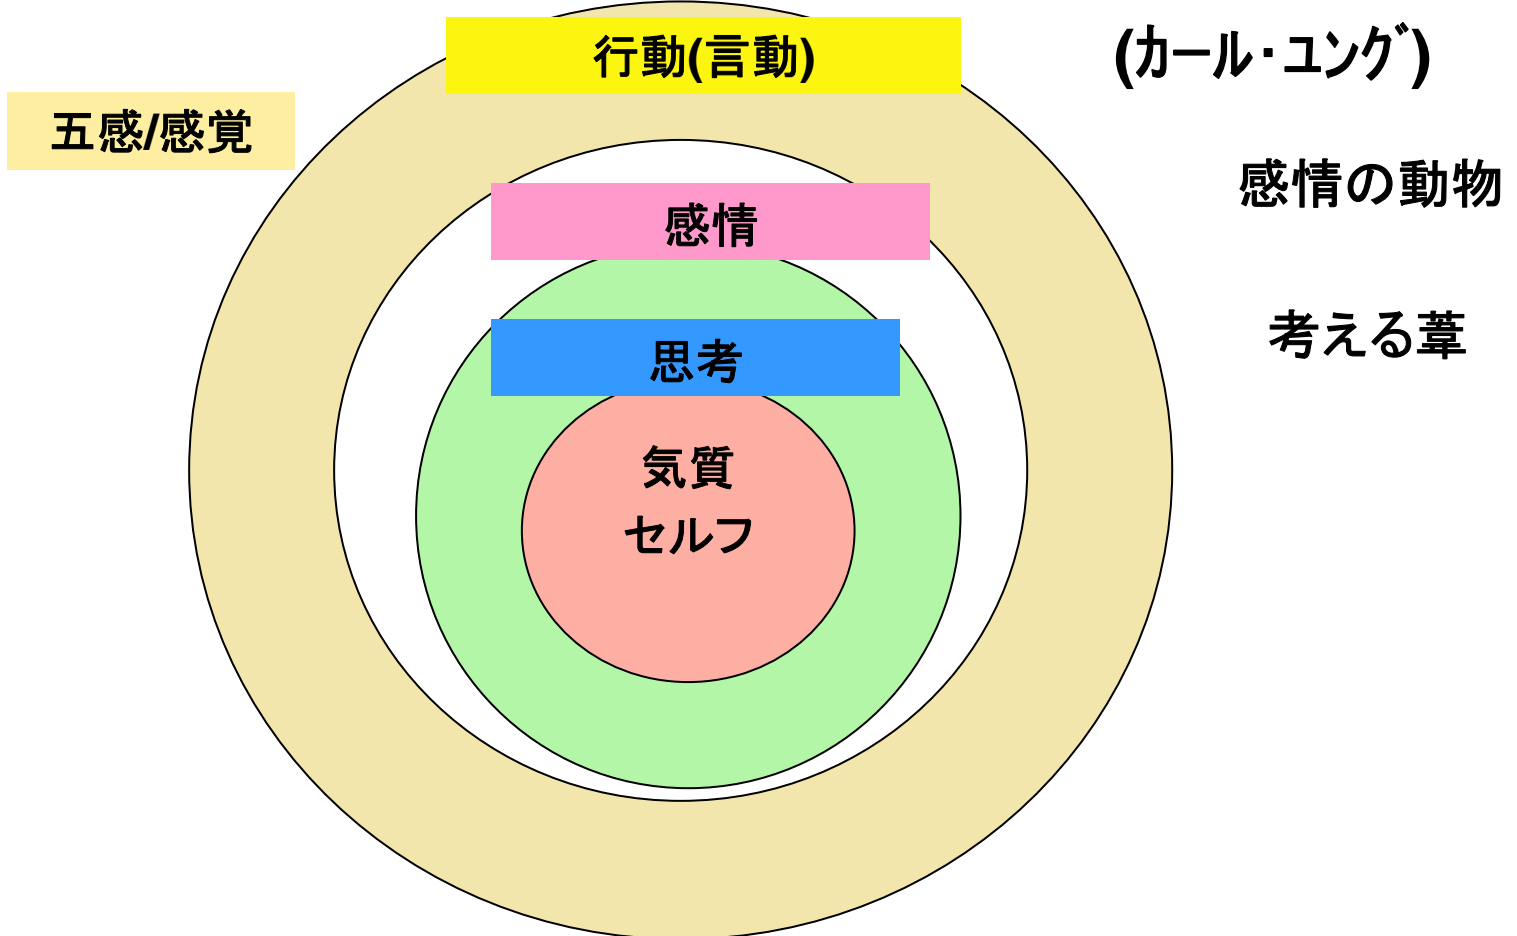 行動(言動)
(ｶｰﾙ･ﾕﾝｸﾞ)
五感/感覚
感情の動物
感情
考える葦
思考
気質
セルフ